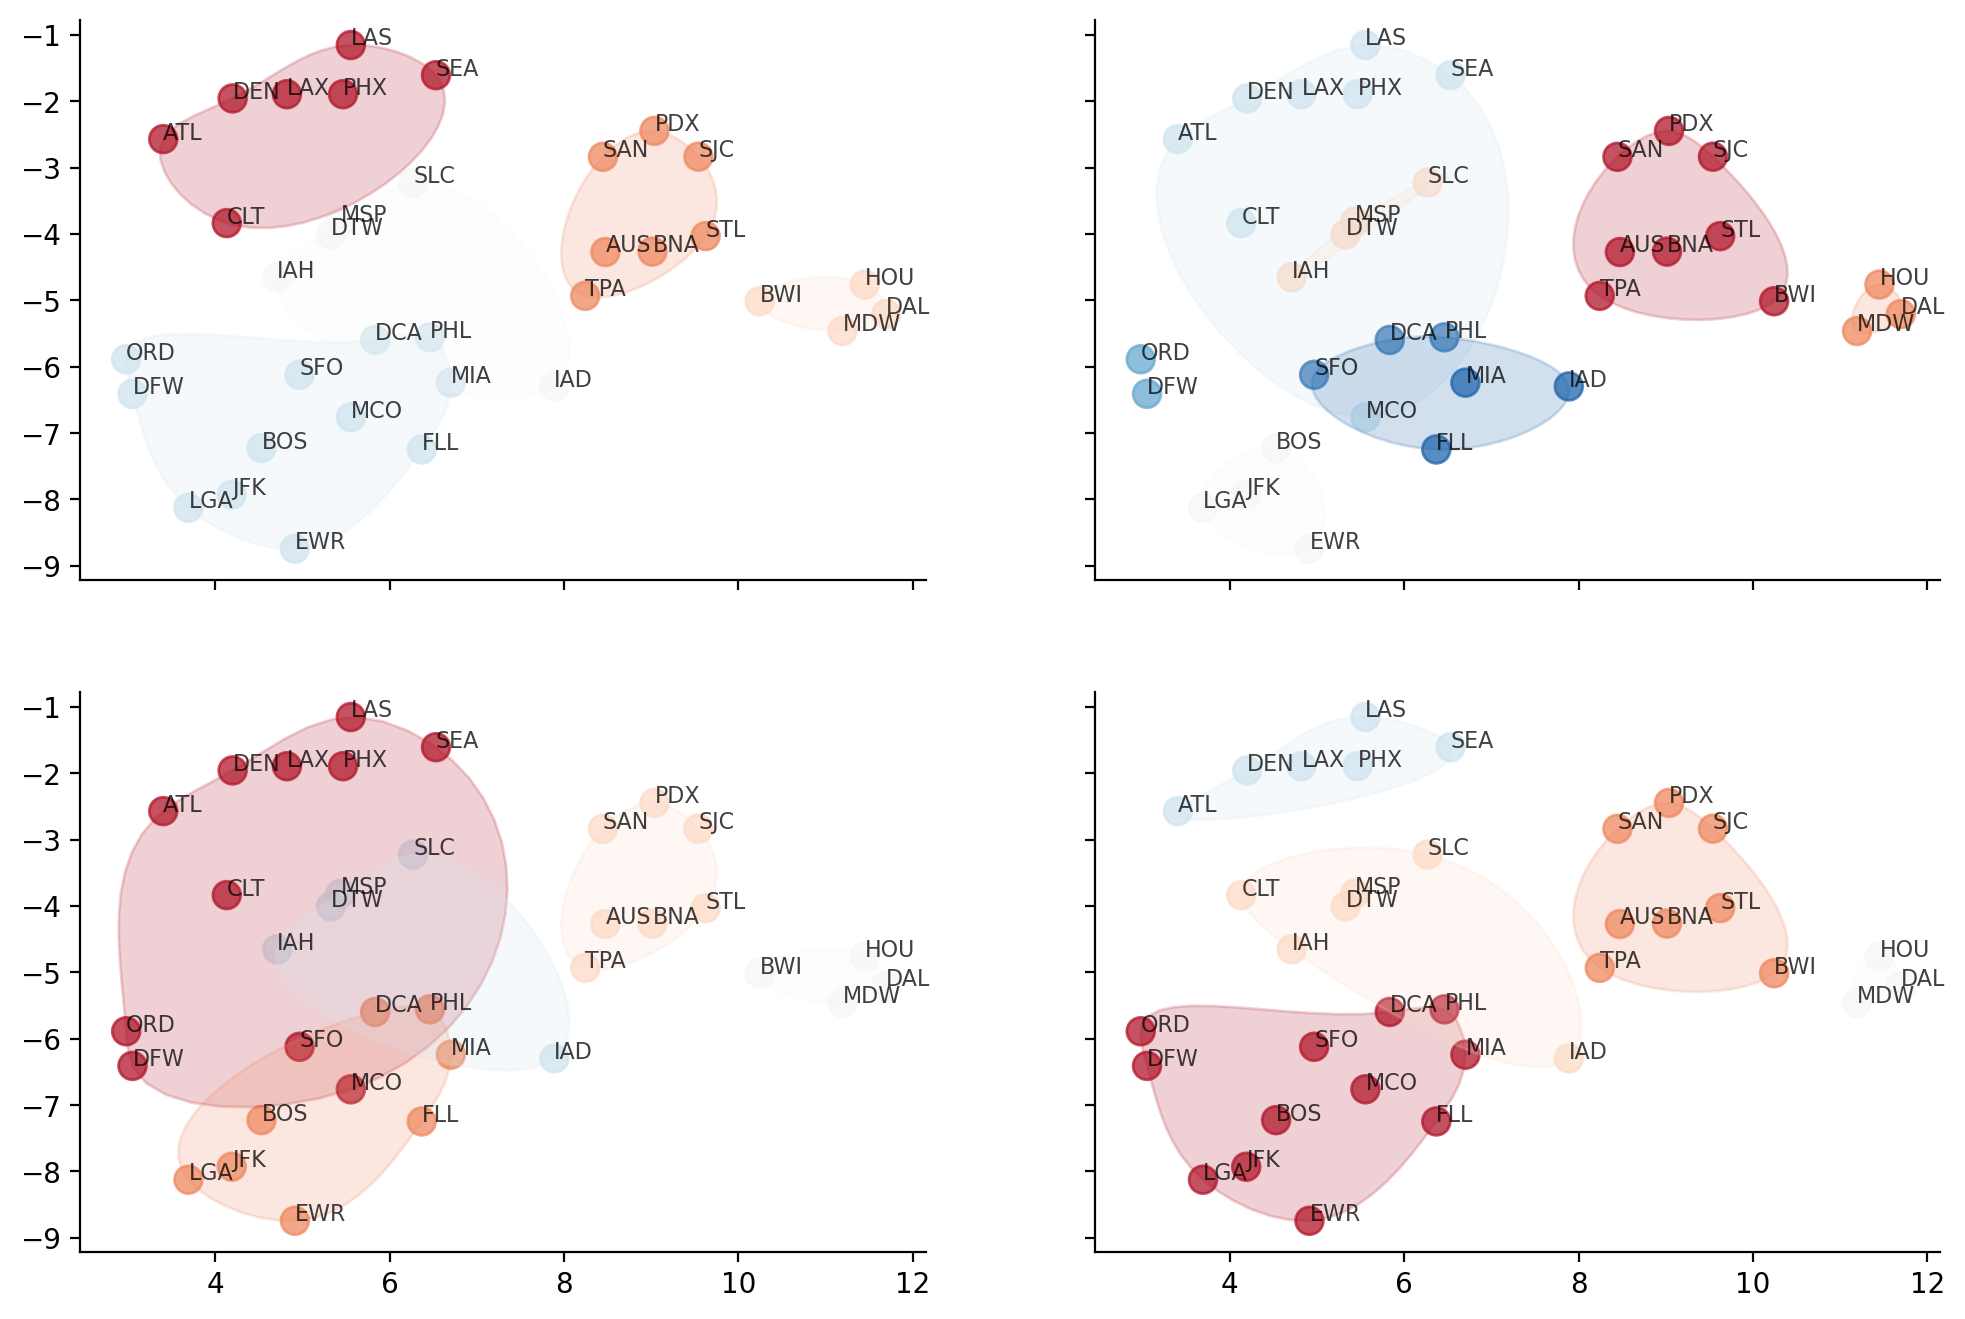 −1
−2
−3
−4
−5
−6
−7
−8
−9
LAS
SEA
DEN
LAX
PHX
ATL
SLC
CLT
MSP
DTW
IAH
PDX
SAN
SJC
STL
AUS
BNA
TPA
BWI
HOU
DAL
MDW
DCA
PHL
ORD
SFO
DFW
MIA
IAD
MCO
BOS
FLL
JFK
LGA
EWR
4
6
8
10
12
LAS
SEA
DEN
LAX
PHX
ATL
SLC
CLT
MSP
DTW
IAH
PDX
SAN
SJC
STL
AUS
BNA
TPA
BWI
HOU
DAL
MDW
DCA
PHL
ORD
SFO
DFW
MIA
IAD
MCO
BOS
FLL
JFK
LGA
EWR
−1
−2
−3
−4
−5
−6
−7
−8
−9
LAS
SEA
DEN
LAX
PHX
ATL
SLC
CLT
MSP
DTW
IAH
PDX
SAN
SJC
STL
AUS
BNA
TPA
BWI
HOU
DAL
MDW
DCA
PHL
ORD
SFO
DFW
MIA
IAD
MCO
BOS
FLL
JFK
LGA
EWR
LAS
SEA
DEN
LAX
PHX
ATL
SLC
CLT
MSP
DTW
IAH
PDX
SAN
SJC
STL
AUS
BNA
TPA
BWI
HOU
DAL
MDW
DCA
PHL
ORD
SFO
DFW
MIA
IAD
MCO
BOS
FLL
JFK
LGA
EWR
4
6
8
10
12